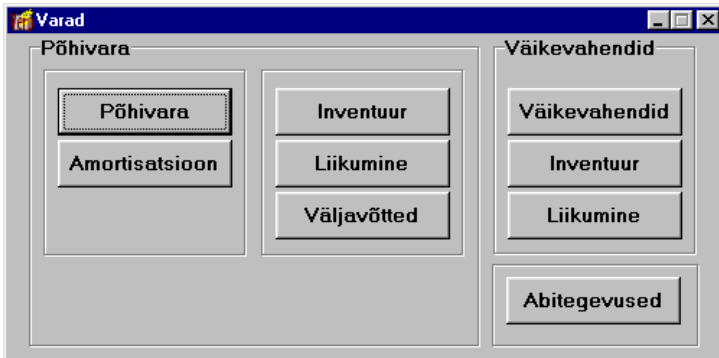 Varad
Põhivara
Põhivara
Amortisatsioon
Inventuur
Liikumine
Väljavõtted
Väikevahendid
Väikevahendid
Inventuur
Liikumine
Abitegevused